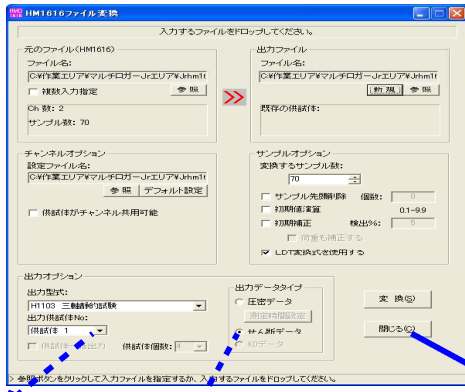 HM1616ファイル変換
入力するファイルをドロップしてください。
元のファイル(HM1616)
ファイル名:
C:¥作業エリア¥マルチロガーJrエリア¥Jrhm1t
複数入力指定
参照
Ch 数: 2
サンプル数: 70
出力ファイル
ファイル名:
C:¥作業エリア¥マルチロガーJrエリア¥Jrhm1t
新規
参照
既存の供試体:
チャンネルオプション
設定ファイル名:
C:¥作業エリア¥マルチロガーJrエリア¥Jrhm1t
参照
デフォルト設定
供試体がチャンネル共用可能
サンプルオプション
変換するサンプル数:
70
サンプル先頭削除 個数: 0
初期値演算 0.1~9.9
初期補正 検出%: 5
荷重も補正する
LDT変換式を使用する
出力オプション
出力型式:
H1103 三軸静的試験
出力供試体No:
供試体 1
供試体個数: 4
出力データタイプ
圧密データ
測定時間設定
せん断データ
K0データ
変 換(S)
閉じる(C)
> 参照ボタンをクリックして入力ファイルを指定するか、入力するファイルをドロップしてください。